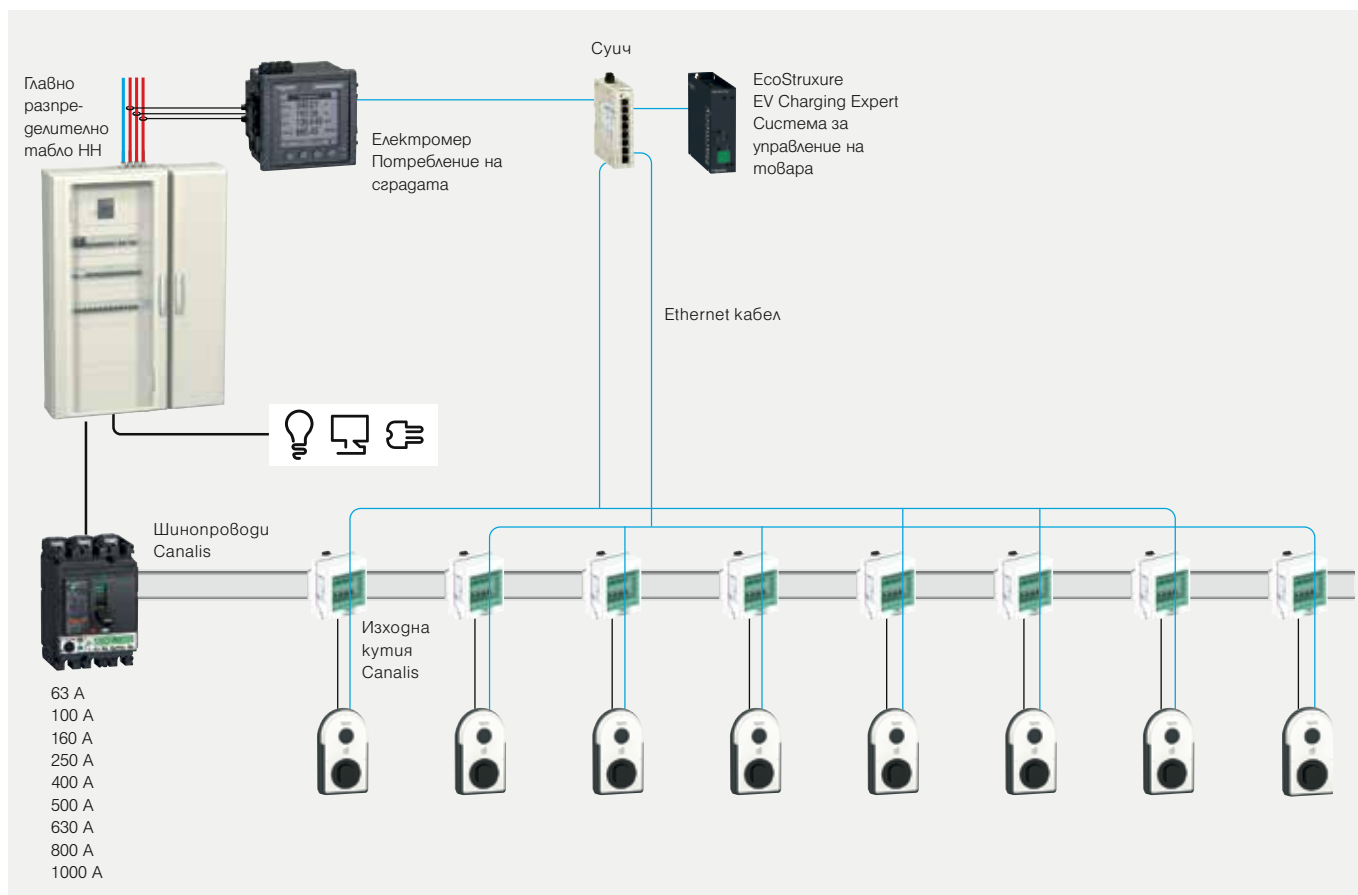 Главно
разпре-
делително
табло НН
Електромер
Потребление на
сградата
Суич
EcoStruxure
EV Charging Expert
Система за
управление на
товара
Ethernet кабел
Шинопроводи
Canalis
Изходна
кутия
Canalis
63 A
100 A
160 A
250 A
400 A
500 A
630 A
800 A
1000 A